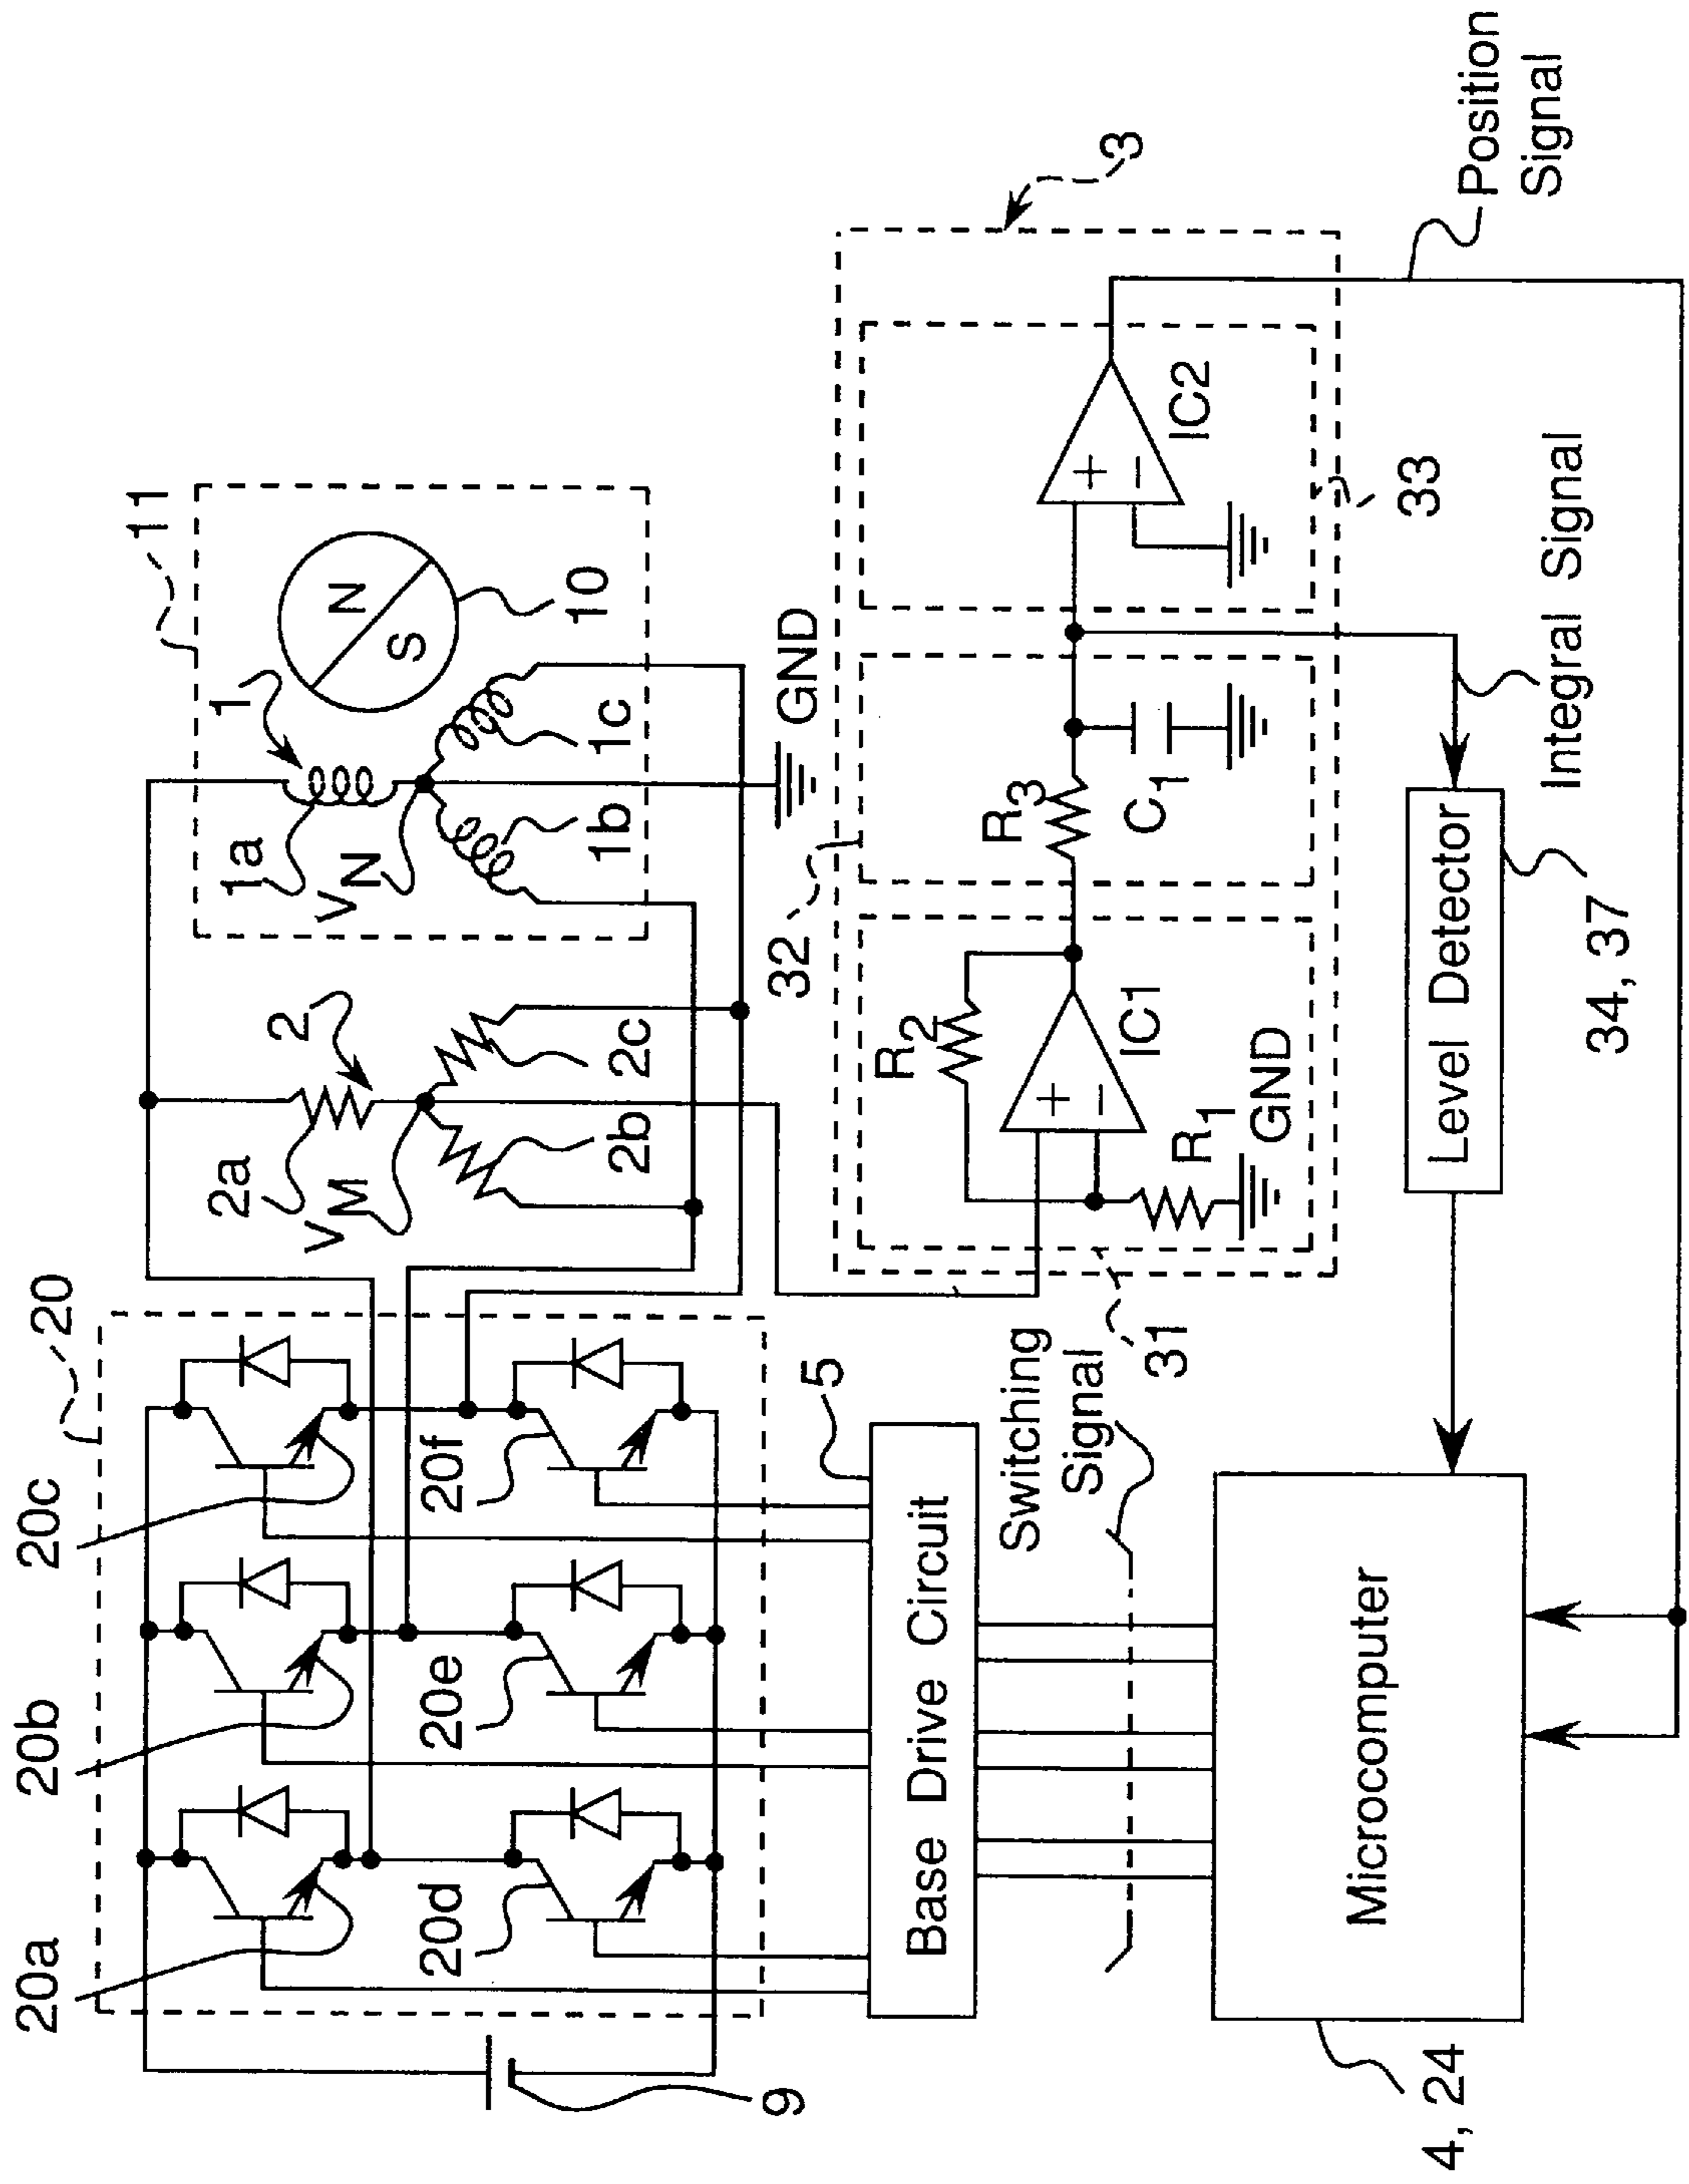 20a
20b
20c
20
20d
20e
20f
9
5
Base Drive Circuit
Switching
Signal
Microcomputer
4, 24
11
1
1a
VN
1b
1c
N
S
10
GND
2
2a
VM
2b
2c
3
31
32
33
R2
IC1
+
−
R1
GND
R3
C1
IC2
+
−
Level Detector
34, 37
Integral Signal
Position
Signal